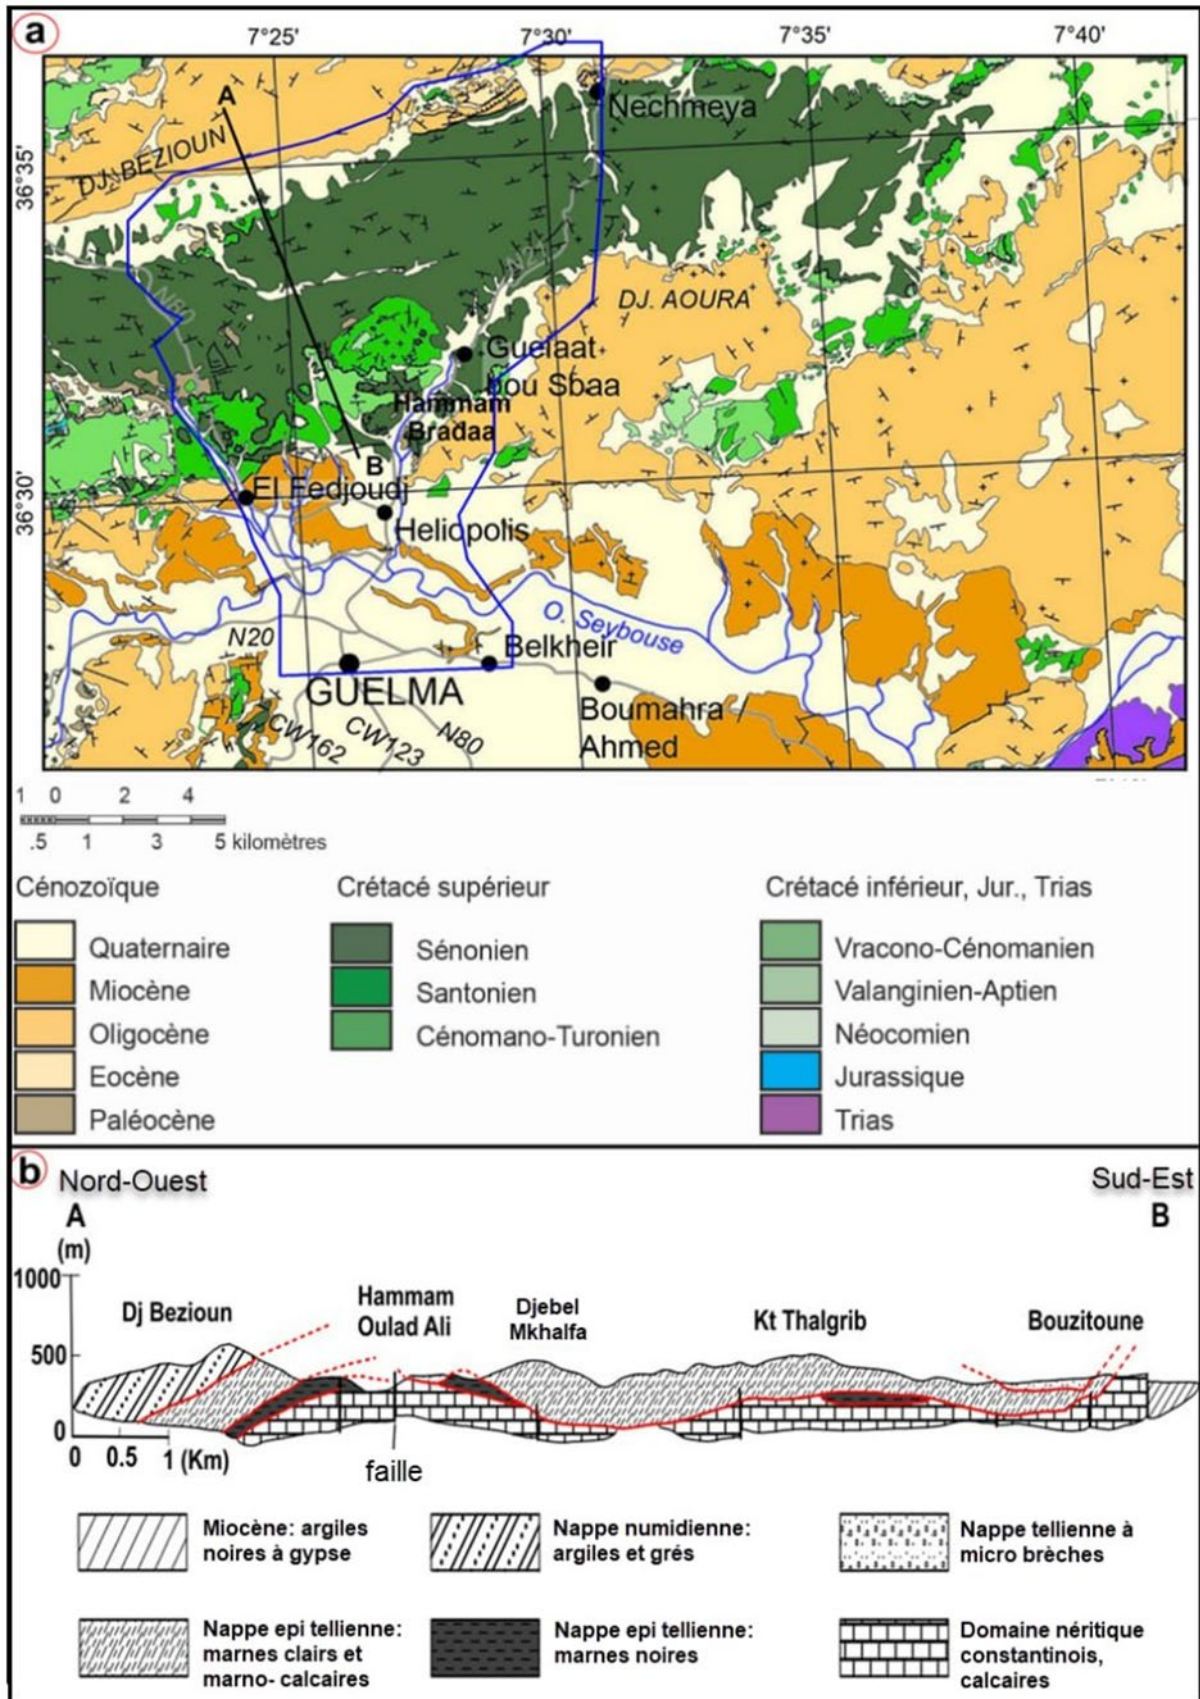 a
7°25'
7°30'
7°35'
7°40'
36°35'
36°30'
A
DJ. BEZIOUN
Nechmeya
N80
N21
DJ. AOURA
Guelaat
bou Sbaa
Hammam
Bradaa
B
El Fedjoudj
Heliopolis
O. Seybouse
N20
Belkheir
GUELMA
Boumahra
Ahmed
CW162
CW123
N80
1 0 2 4
.5 1 3 5 kilomètres
Cénozoïque
Quaternaire
Miocène
Oligocène
Eocène
Paléocène
Crétacé supérieur
Sénonien
Santonien
Cénomano-Turonien
Crétacé inférieur, Jur., Trias
Vracono-Cénomanien
Valanginien-Aptien
Néocomien
Jurassique
Trias
b
Nord-Ouest
A
(m)
Sud-Est
B
1000
500
0
Dj Bezioun
Hammam
Oulad Ali
Djebel
Mkhalfa
Kt Thalgrib
Bouzitoune
0 0.5 1 (Km)
faille
Miocène: argiles
noires à gypse
Nappe numidienne:
argiles et grés
Nappe tellienne à
micro brèches
Nappe epi tellienne:
marnes clairs et
marno- calcaires
Nappe epi tellienne:
marnes noires
Domaine néritique
constantinois,
calcaires